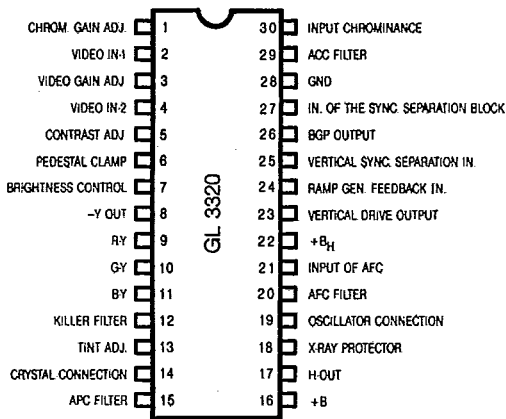 CHROM. GAIN ADJ. 1 30 INPUT CHROMINANCE
VIDEO IN-1 2 29 ACC FILTER
VIDEO GAIN ADJ. 3 28 GND
VIDEO IN-2 4 27 IN. OF THE SYNC. SEPARATION BLOCK
CONTRAST ADJ 5 26 BGP OUTPUT
PEDESTAL CLAMP 6 25 VERTICAL SYNC. SEPARATION IN.
BRIGHTNESS CONTROL 7 24 RAMP GEN. FEEDBACK IN.
-Y OUT 8 23 VERTICAL DRIVE OUTPUT
R-Y 9 22 +BH
G-Y 10 21 INPUT OF AFC
B-Y 11 20 AFC FILTER
KILLER FILTER 12 19 OSCILLATOR CONNECTION
TINT ADJ. 13 18 X-RAY PROTECTOR
CRYSTAL CONNECTION 14 17 H-OUT
APC FILTER 15 16 +B
GL 3320